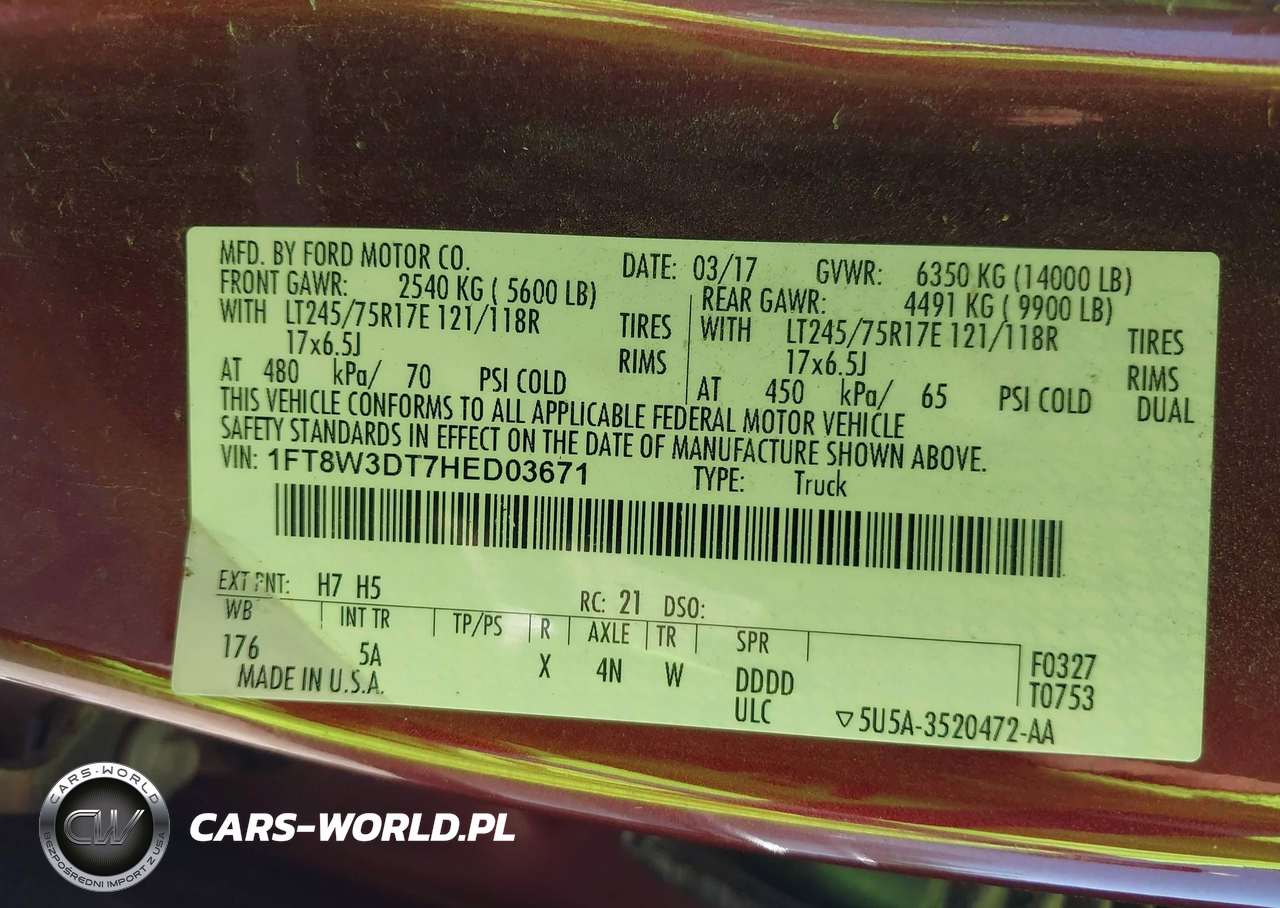 MFD. BY FORD MOTOR CO.
DATE: 03/17 GVWR: 6350 KG (14000 LB)
FRONT GAWR: 2540 KG ( 5600 LB)
REAR GAWR: 4491 KG ( 9900 LB)
WITH LT245/75R17E 121/118R TIRES
WITH LT245/75R17E 121/118R TIRES
17x6.5J RIMS
17x6.5J RIMS
AT 480 kPa/ 70 PSI COLD
AT 450 kPa/ 65 PSI COLD DUAL
THIS VEHICLE CONFORMS TO ALL APPLICABLE FEDERAL MOTOR VEHICLE
SAFETY STANDARDS IN EFFECT ON THE DATE OF MANUFACTURE SHOWN ABOVE.
VIN: 1FT8W3DT7HED03671 TYPE: Truck
EXT PNT: H7 H5 RC: 21 DSO:
WB INT TR TP/PS R AXLE TR SPR
176 5A X 4N W DDDD F0327
MADE IN U.S.A. ULC T0753
▽5U5A-3520472-AA
CARS-WORLD
CW
BEZPOŚREDNI IMPORT Z USA
CARS-WORLD.PL